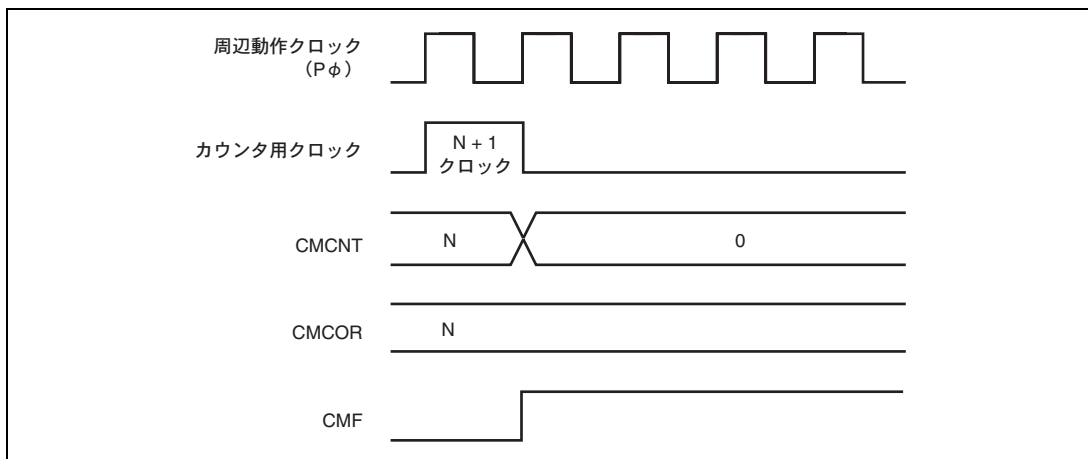 周辺動作クロック
（Pφ）
カウンタ用クロック
N + 1
クロック
CMCNT
N
0
CMCOR
N
CMF